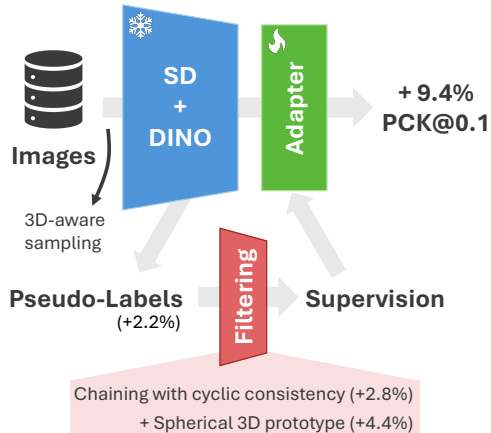 SD
+
DINO
Adapter
+ 9.4%
PCK@0.1
Images
3D-aware
sampling
Pseudo-Labels
(+2.2%)
Filtering
Supervision
Chaining with cyclic consistency (+2.8%)
+ Spherical 3D prototype (+4.4%)